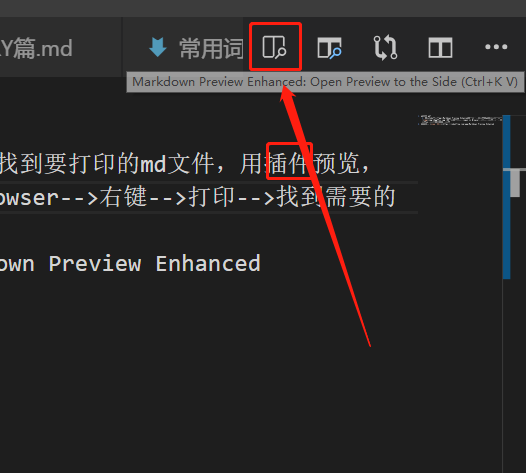 Y篇.md
常用词
Markdown Preview Enhanced: Open Preview to the Side (Ctrl+K V)
找到要打印的md文件，用插件预览，
owser-->右键-->打印-->找到需要的
own Preview Enhanced